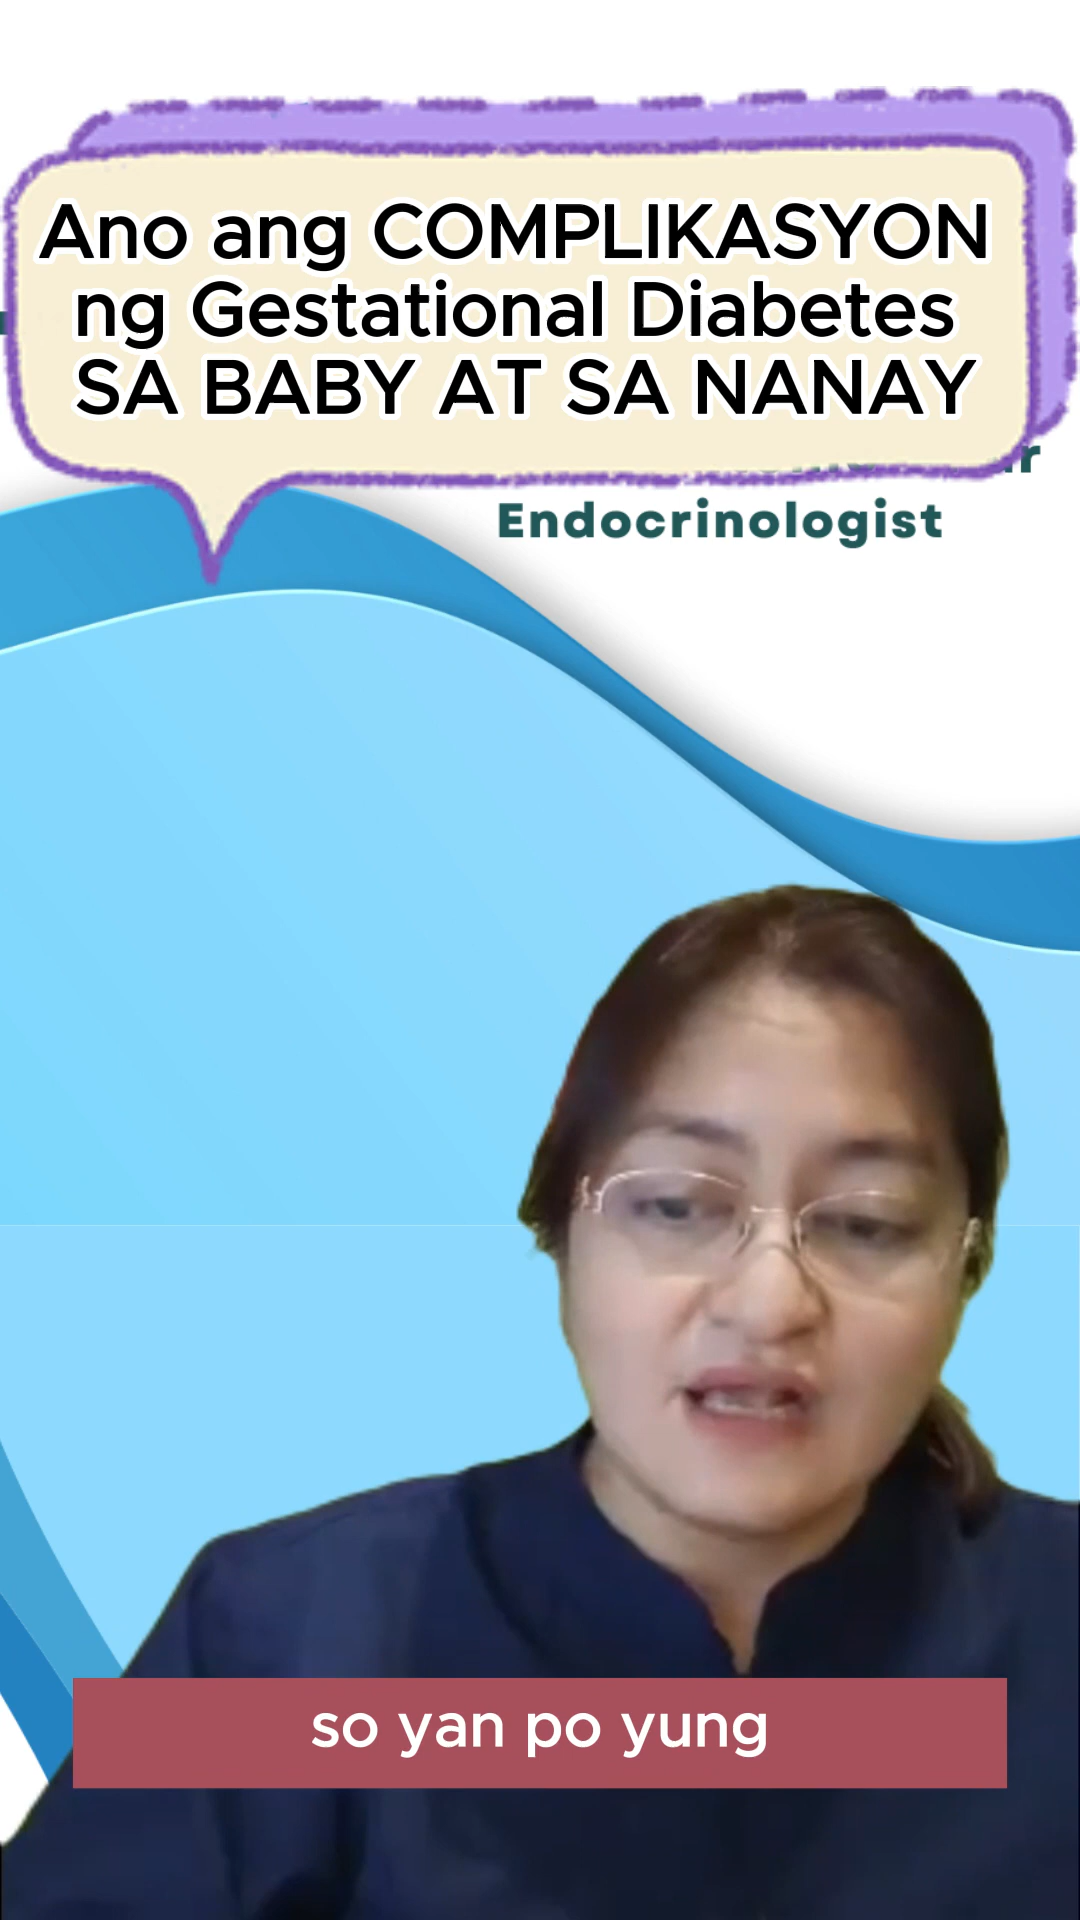 Ano ang COMPLIKASYON
ng Gestational Diabetes
SA BABY AT SA NANAY
Endocrinologist
so yan po yung